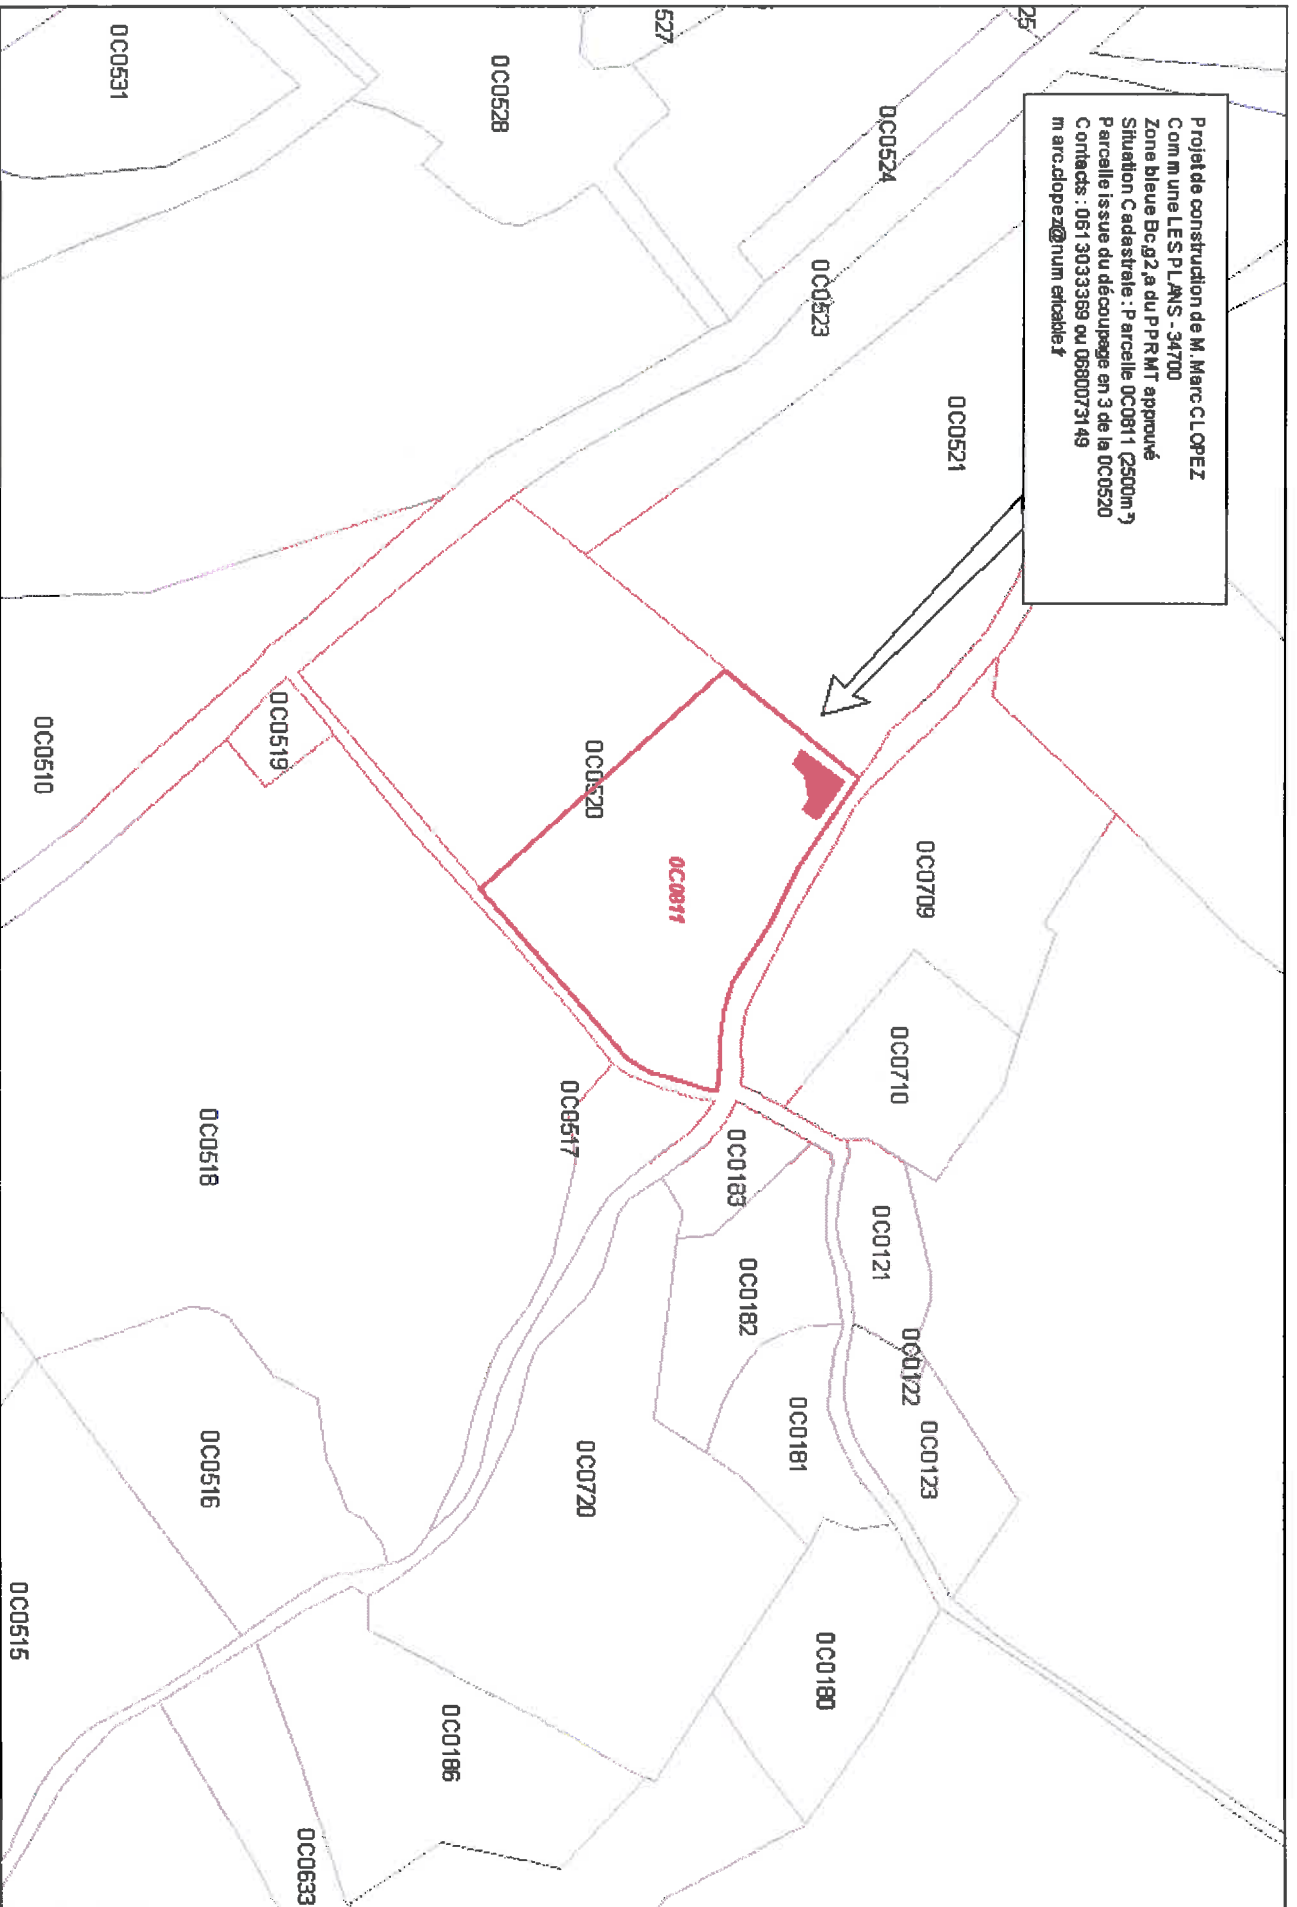 Projet de construction de M. Marc CLOPEZ
Commune LES PLANS - 34700
Zone bleue Bc,g2,a du PPRMT approuvé
Situation Cadastrale : Parcelle 0C0811 (2500m²)
Parcelle issue du découpage en 3 de la 0C0520
Contacts : 0613033369 ou 0680073149
marc.clopez@numericable.fr
25
527
0C0524
0C0528
0C0531
0C0523
0C0521
0C0709
0C0519
0C0520
0C0510
0C0811
0C0710
0C0517
0C0518
0C0183
0C0121
0C0182
0C0122
0C0181
0C0123
0C0720
0C0516
0C0515
0C0180
0C0186
0C0633